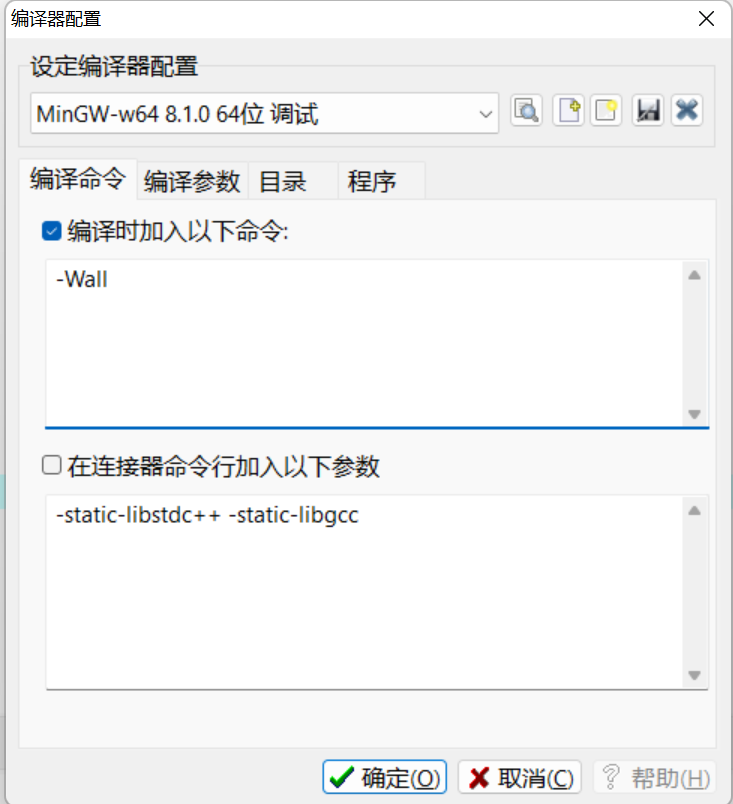 编译器配置
设定编译器配置
MinGW-w64 8.1.0 64位 调试
编译命令 编译参数 目录 程序
编译时加入以下命令:
-Wall
在连接器命令行加入以下参数
-static-libstdc++ -static-libgcc
确定(O) 取消(C) ? 帮助(H)